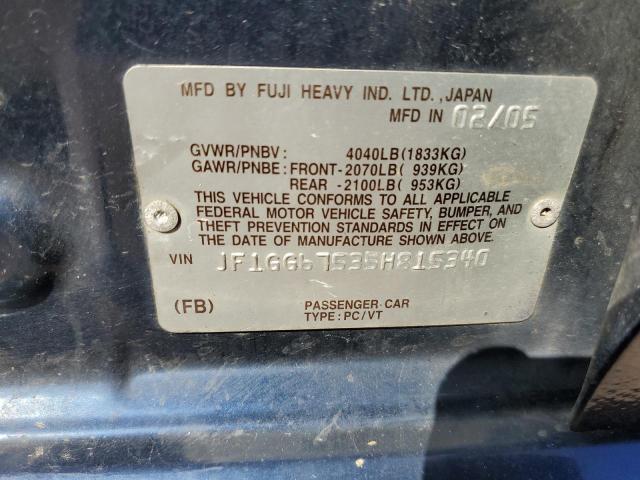 MFD BY FUJI HEAVY IND. LTD., JAPAN
MFD IN 02/05
GVWR/PNBV : 4040LB(1833KG)
GAWR/PNBE : FRONT-2070LB( 939KG)
REAR -2100LB( 953KG)
THIS VEHICLE CONFORMS TO ALL APPLICABLE
FEDERAL MOTOR VEHICLE SAFETY, BUMPER, AND
THEFT PREVENTION STANDARDS IN EFFECT ON
THE DATE OF MANUFACTURE SHOWN ABOVE.
VIN JF1GG67535H815340
(FB) PASSENGER CAR
TYPE : PC/VT